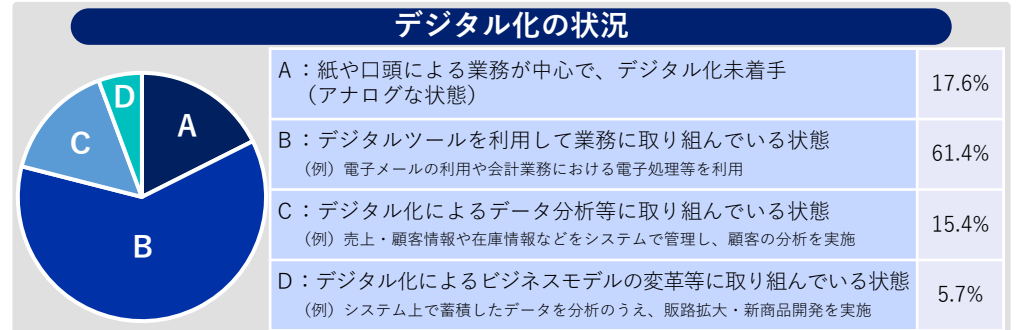 デジタル化の状況
A
B
C
D
A：紙や口頭による業務が中心で、デジタル化未着手
（アナログな状態）
17.6%
B：デジタルツールを利用して業務に取り組んでいる状態
（例）電子メールの利用や会計業務における電子処理等を利用
61.4%
C：デジタル化によるデータ分析等に取り組んでいる状態
（例）売上・顧客情報や在庫情報などをシステムで管理し、顧客の分析を実施
15.4%
D：デジタル化によるビジネスモデルの変革等に取り組んでいる状態
（例）システム上で蓄積したデータを分析のうえ、販路拡大・新商品開発を実施
5.7%